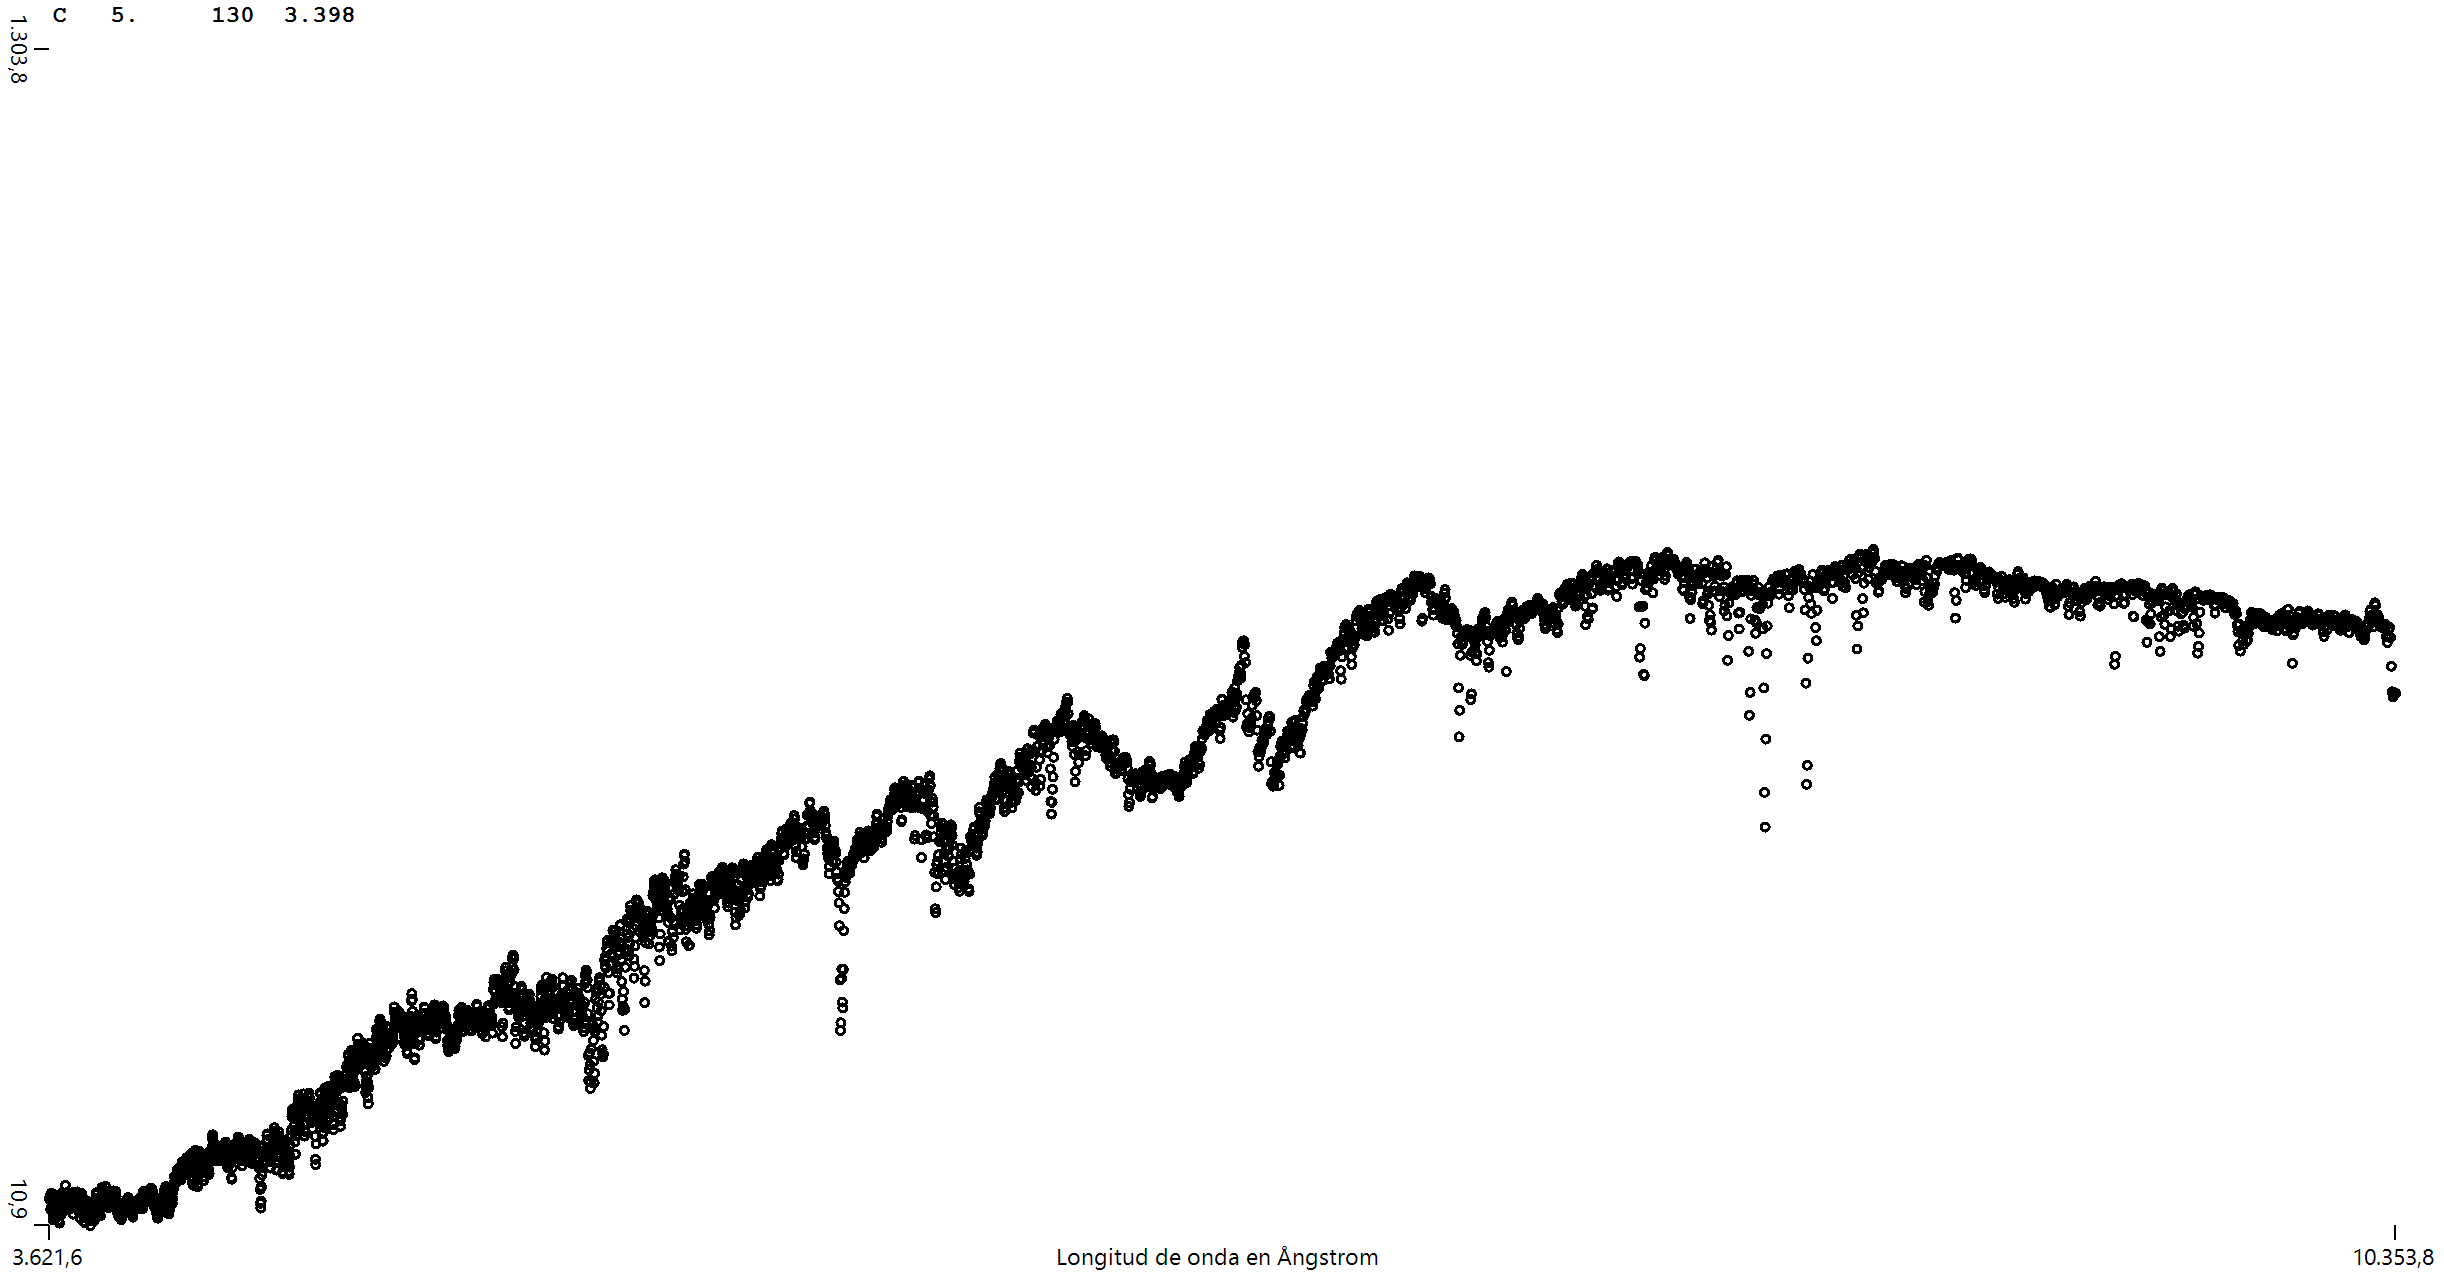 C 5. 130 3.398
1.303,8
10,9
3.621,6
Longitud de onda en Ångstrom
10.353,8